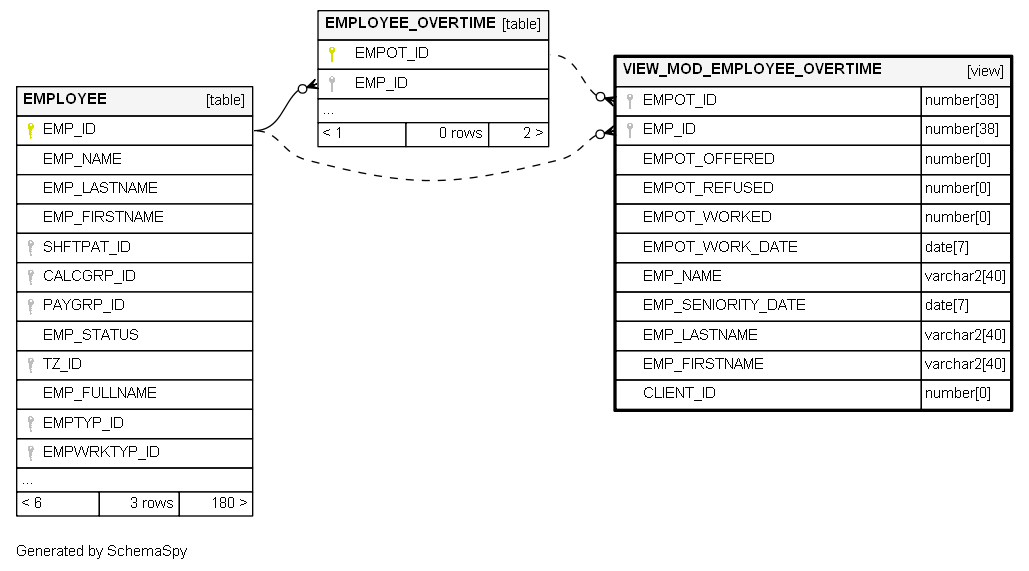 EMPLOYEE_OVERTIME [table]
EMPOT_ID
EMP_ID
...
< 1 0 rows 2 >
EMPLOYEE [table]
EMP_ID
EMP_NAME
EMP_LASTNAME
EMP_FIRSTNAME
SHFTPAT_ID
CALCGRP_ID
PAYGRP_ID
EMP_STATUS
TZ_ID
EMP_FULLNAME
EMPTYP_ID
EMPWRKTYP_ID
...
< 6 3 rows 180 >
VIEW_MOD_EMPLOYEE_OVERTIME [view]
EMPOT_ID number[38]
EMP_ID number[38]
EMPOT_OFFERED number[0]
EMPOT_REFUSED number[0]
EMPOT_WORKED number[0]
EMPOT_WORK_DATE date[7]
EMP_NAME varchar2[40]
EMP_SENIORITY_DATE date[7]
EMP_LASTNAME varchar2[40]
EMP_FIRSTNAME varchar2[40]
CLIENT_ID number[0]
Generated by SchemaSpy